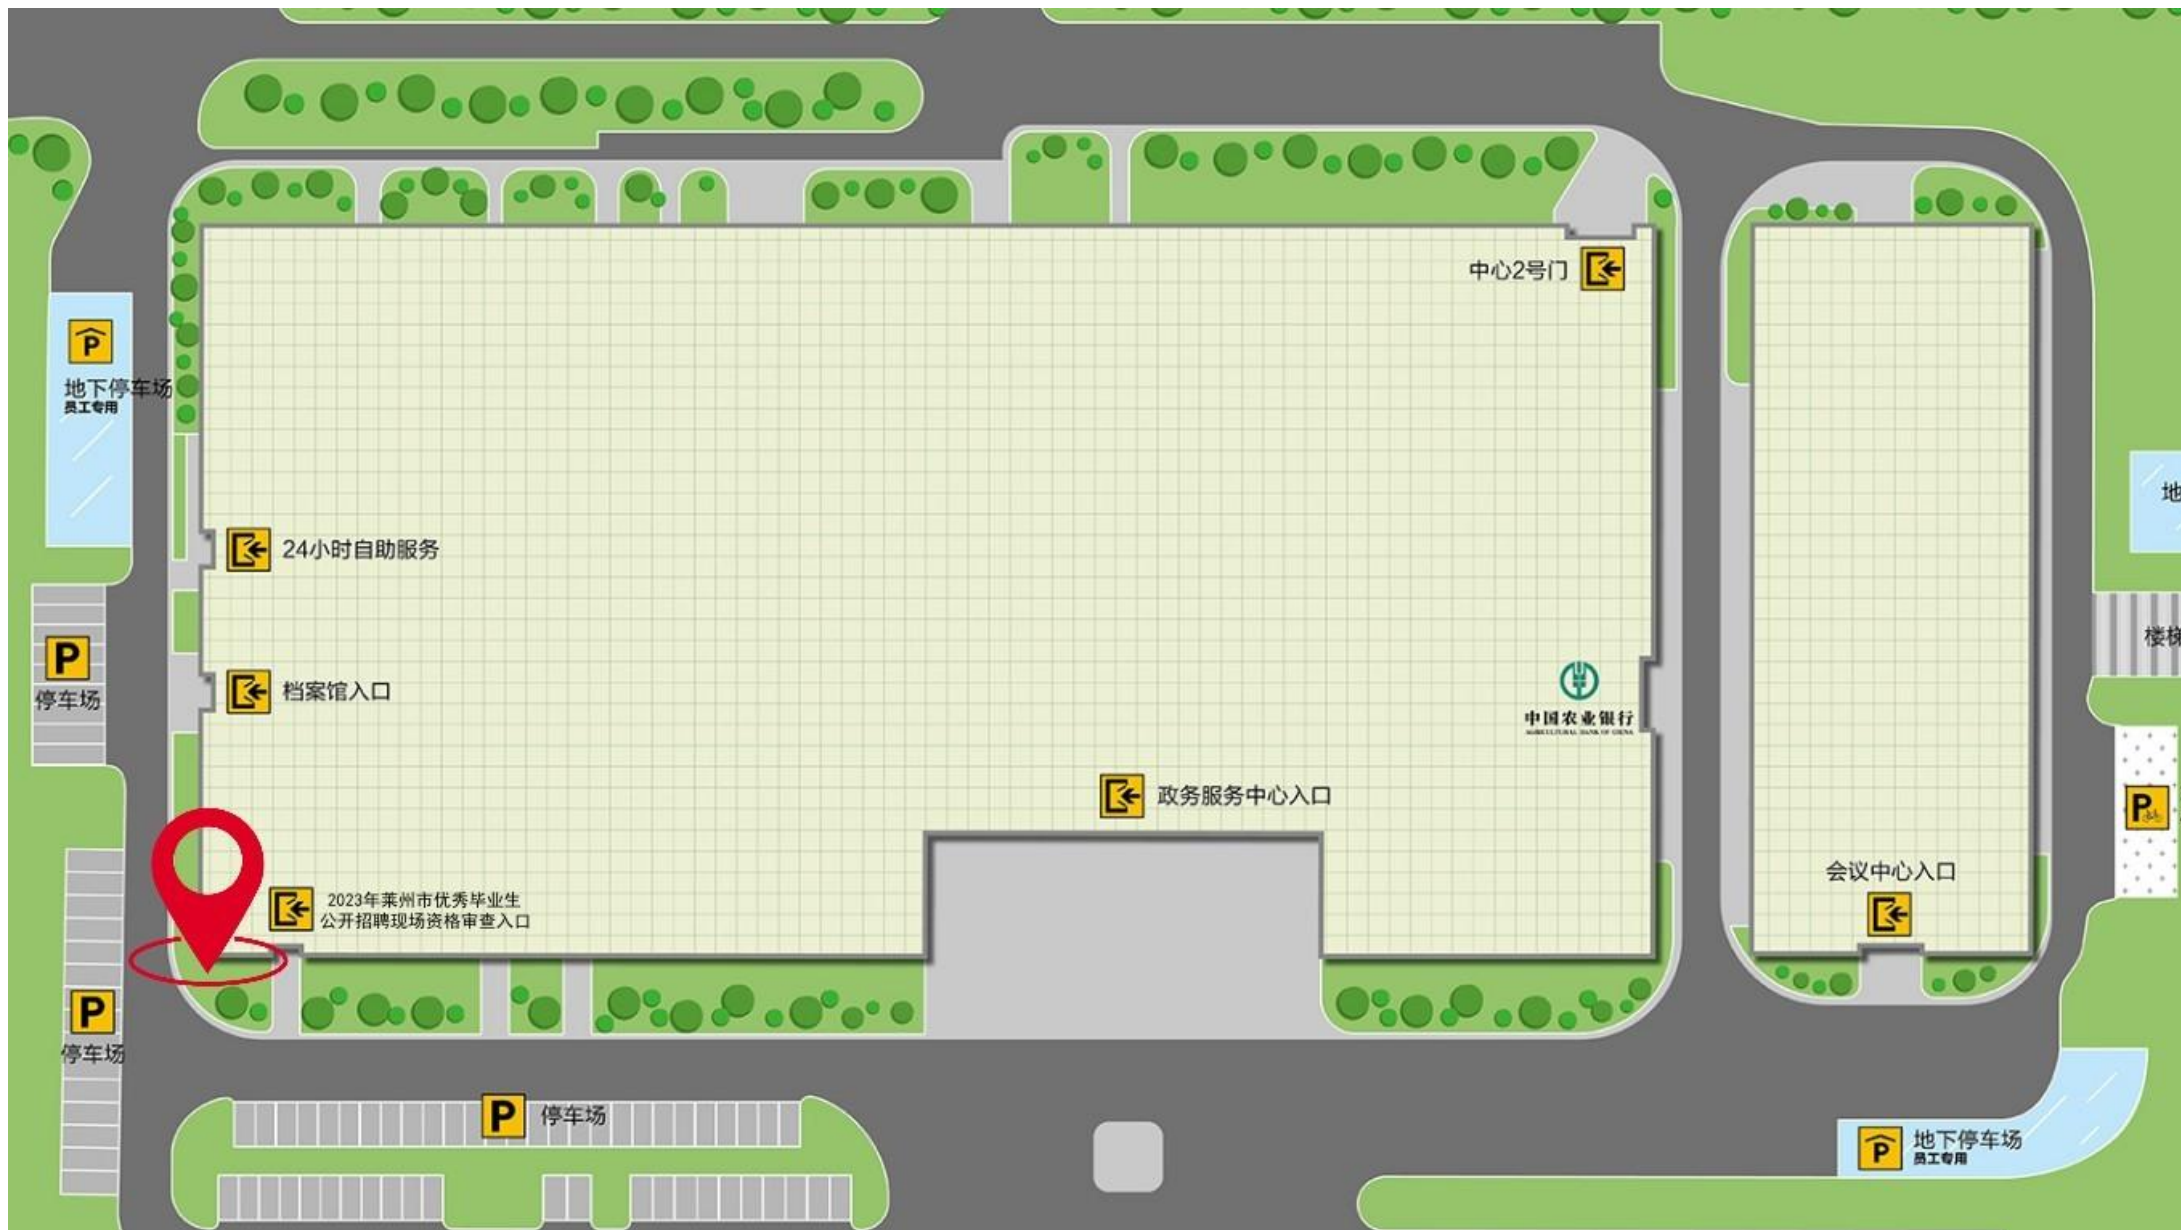 中心2号门
P
地下停车场
员工专用
地
24小时自助服务
P
停车场
楼梯
档案馆入口
中国农业银行
AGRICULTURAL BANK OF CHINA
政务服务中心入口
P
会议中心入口
2023年莱州市优秀毕业生
公开招聘现场资格审查入口
P
停车场
P
停车场
P
地下停车场
员工专用